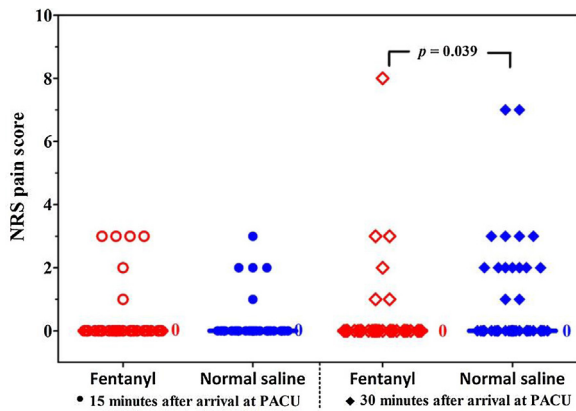 10
8
6
4
2
0
NRS pain score
p = 0.039
0
0
0
0
Fentanyl
Normal saline
Fentanyl
Normal saline
15 minutes after arrival at PACU
30 minutes after arrival at PACU